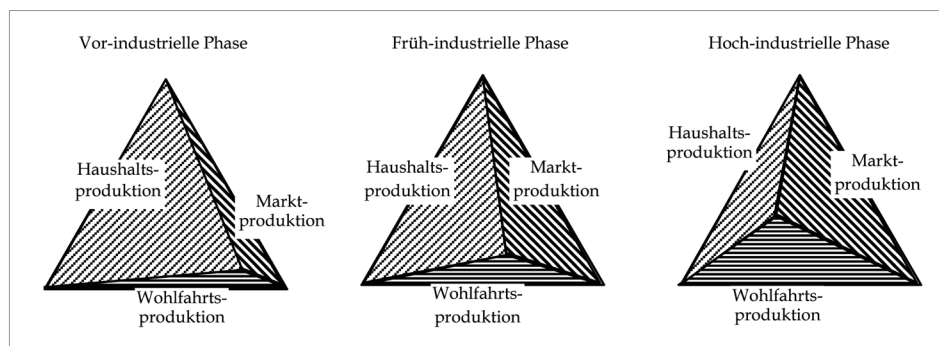 Vor-industrielle Phase
Früh-industrielle Phase
Hoch-industrielle Phase
Haushalts-
produktion
Markt-
produktion
Wohlfahrts-
produktion
Haushalts-
produktion
Markt-
produktion
Wohlfahrts-
produktion
Haushalts-
produktion
Markt-
produktion
Wohlfahrts-
produktion